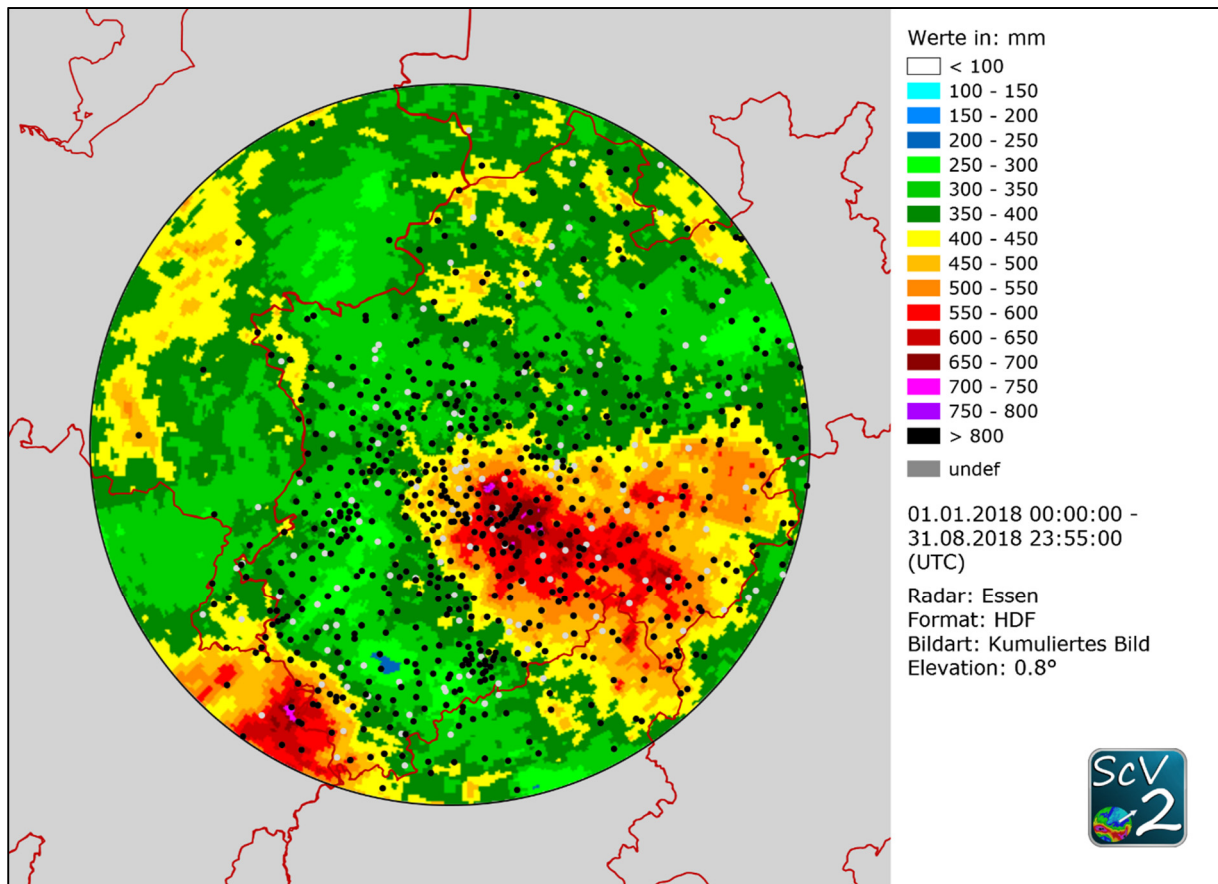 Werte in: mm
< 100
100 - 150
150 - 200
200 - 250
250 - 300
300 - 350
350 - 400
400 - 450
450 - 500
500 - 550
550 - 600
600 - 650
650 - 700
700 - 750
750 - 800
> 800
undef
01.01.2018 00:00:00 -
31.08.2018 23:55:00
(UTC)
Radar: Essen
Format: HDF
Bildart: Kumuliertes Bild
Elevation: 0.8°
ScV
2